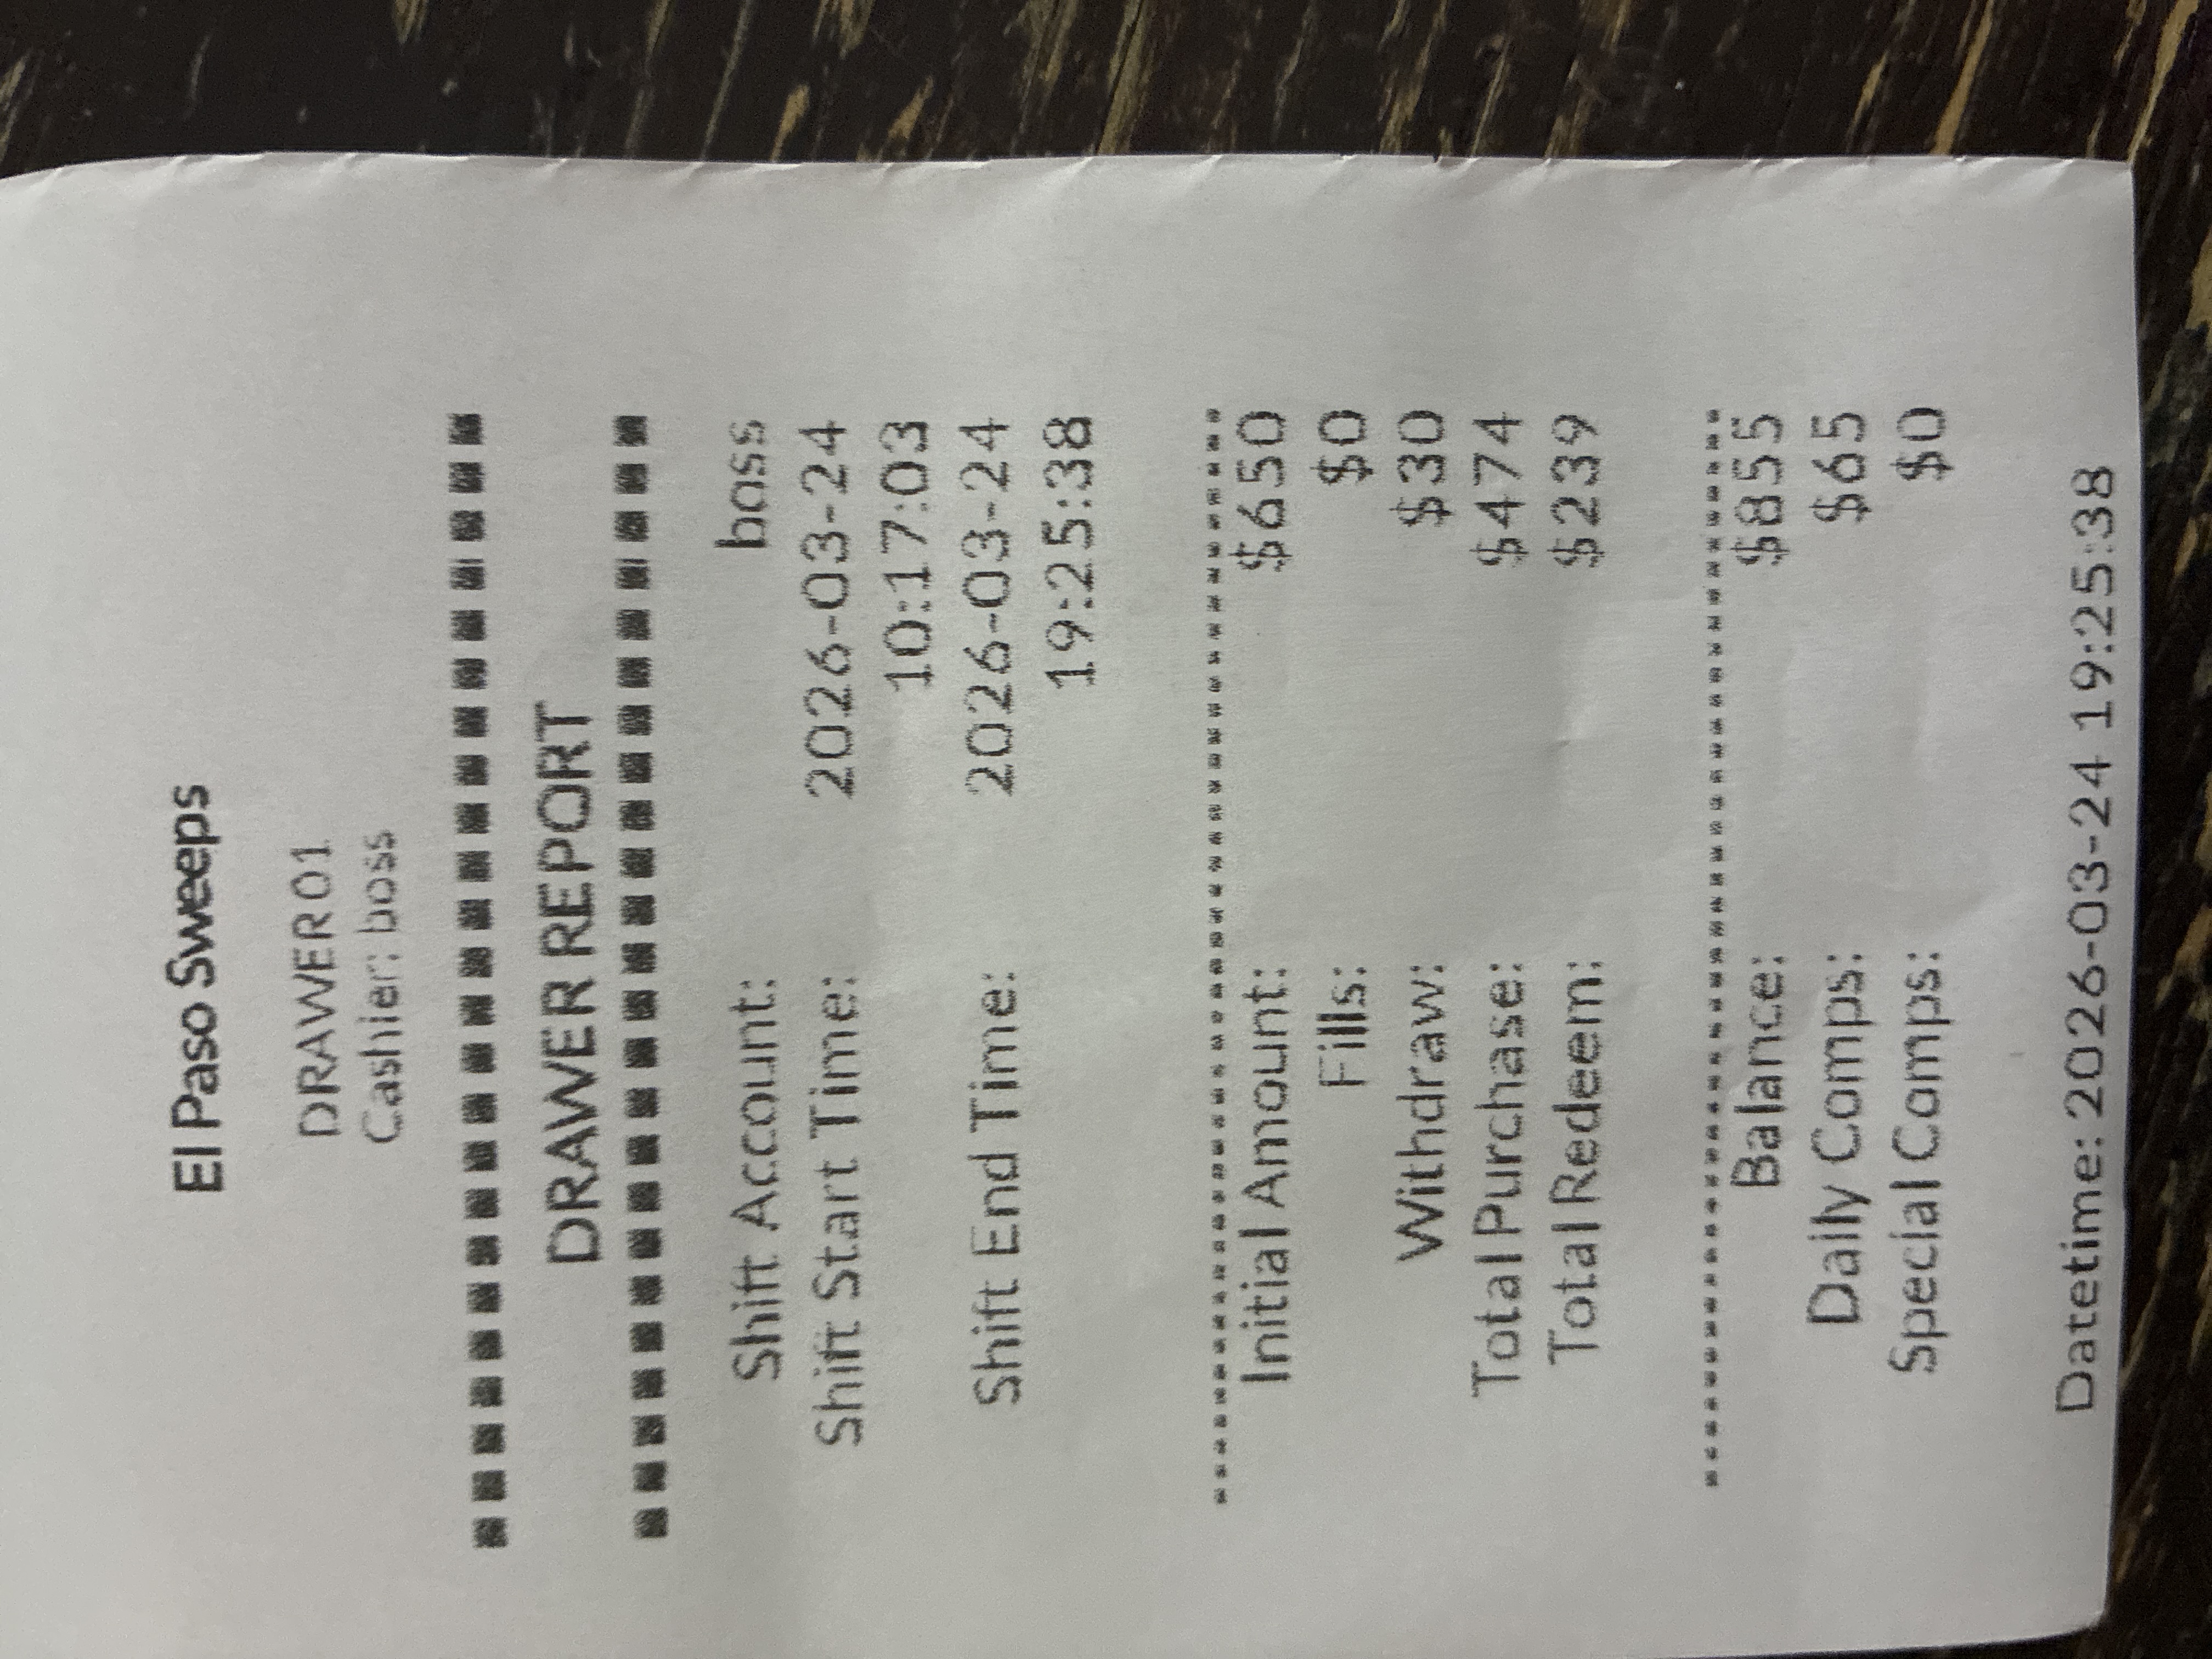 El Paso Sweeps
DRAWER01
Cashier: boss
DRAWER REPORT
Shift Account: boss
Shift Start Time: 2026-03-24
10:17:03
Shift End Time: 2026-03-24
19:25:38
Initial Amount: $650
Fills: $0
Withdraw: $30
Total Purchase: $474
Total Redeem: $239
Balance: $855
Daily Comps: $65
Special Comps: $0
Datetime: 2026-03-24 19:25:38